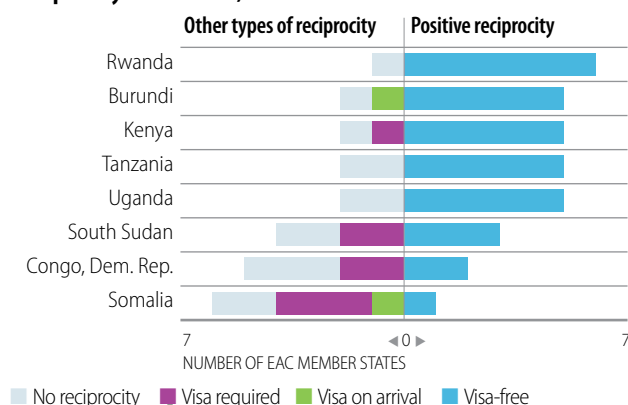 Other types of reciprocity Positive reciprocity
Rwanda
Burundi
Kenya
Tanzania
Uganda
South Sudan
Congo, Dem. Rep.
Somalia
7 ◄0► 7
NUMBER OF EAC MEMBER STATES
No reciprocity Visa required Visa on arrival Visa-free